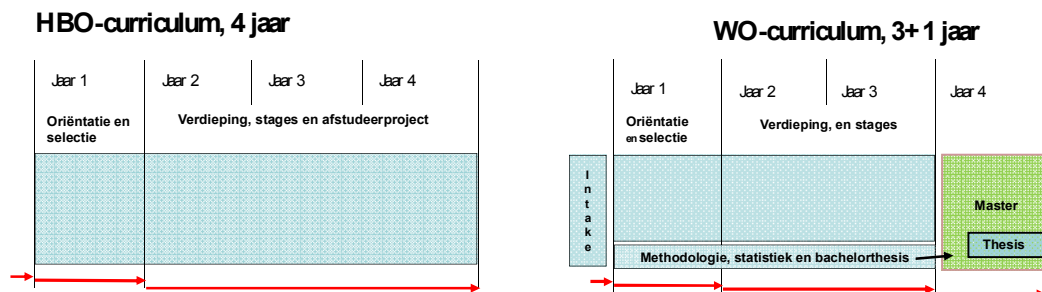 HBO-curriculum, 4 jaar
Jaar 1
Jaar 2
Jaar 3
Jaar 4
Oriëntatie en
selectie
Verdieping, stages en afstudeerproject
WO-curriculum, 3+1 jaar
Jaar 1
Jaar 2
Jaar 3
Jaar 4
Oriëntatie
en selectie
Verdieping, en stages
Intake
Master
Thesis
Methodologie, statistiek en bachelorthesis